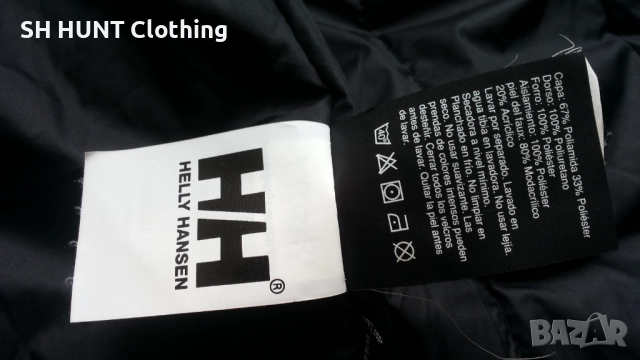 SH HUNT Clothing
HH
HELLY HANSEN
®
Capa: 67% Poliamida 33% Poliéster
Dorso: 100% Poliuretano
Forro: 100% Poliéster
Aislamiento: 100% Poliéster.
piel de faux: 80% Modacrílico
20% Acrílico
Lavar por separado. Lavado en
agua tibia en lavadora. No usar lejía.
Secadora a nivel mínimo.
Planchado en frío. No limpiar en
seco. No usar suavizante. Las
prendas de colores intensos pueden
desteñir. Cerrar todos los velcros
antes de lavar. Quitar la piel antes
de lavar.
40
BAZAR